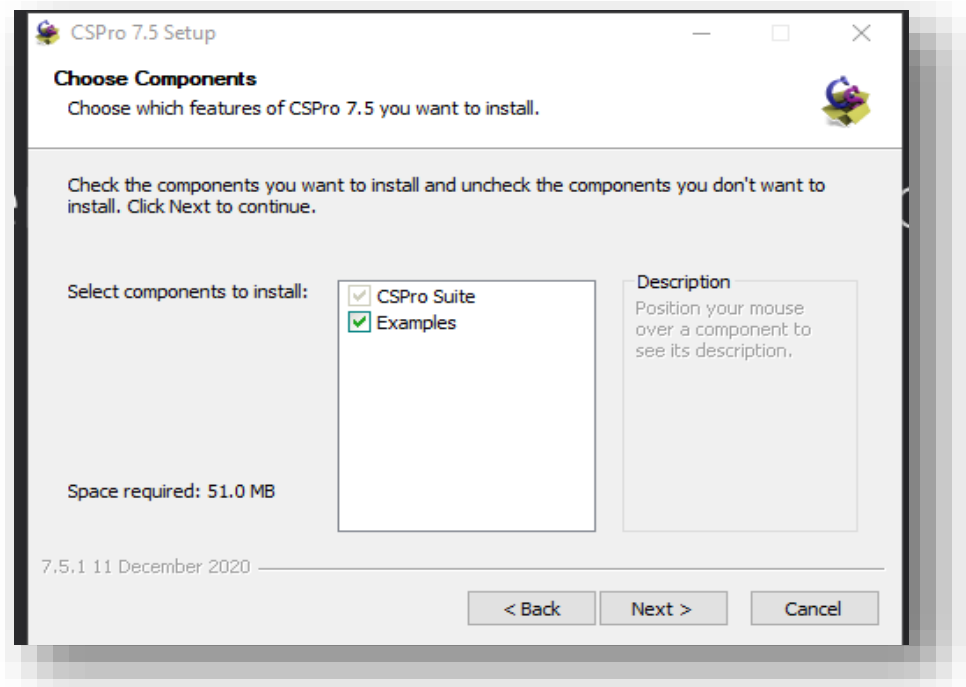 CSPro 7.5 Setup
Choose Components
Choose which features of CSPro 7.5 you want to install.
Check the components you want to install and uncheck the components you don't want to
install. Click Next to continue.
Select components to install:
CSPro Suite
Examples
Description
Position your mouse
over a component to
see its description.
Space required: 51.0 MB
7.5.1 11 December 2020
< Back
Next >
Cancel